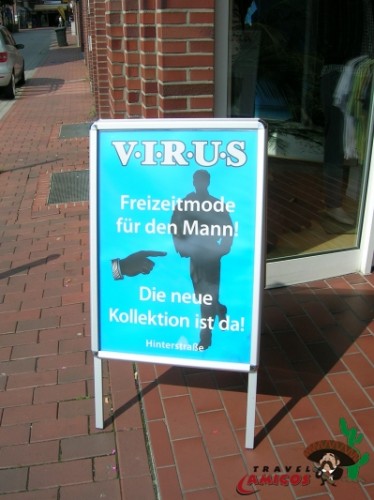 V·I·R·U·S
Freizeitmode
für den Mann!
Die neue
Kollektion ist da!
Hinterstraße
TRAVEL
AMIGOS